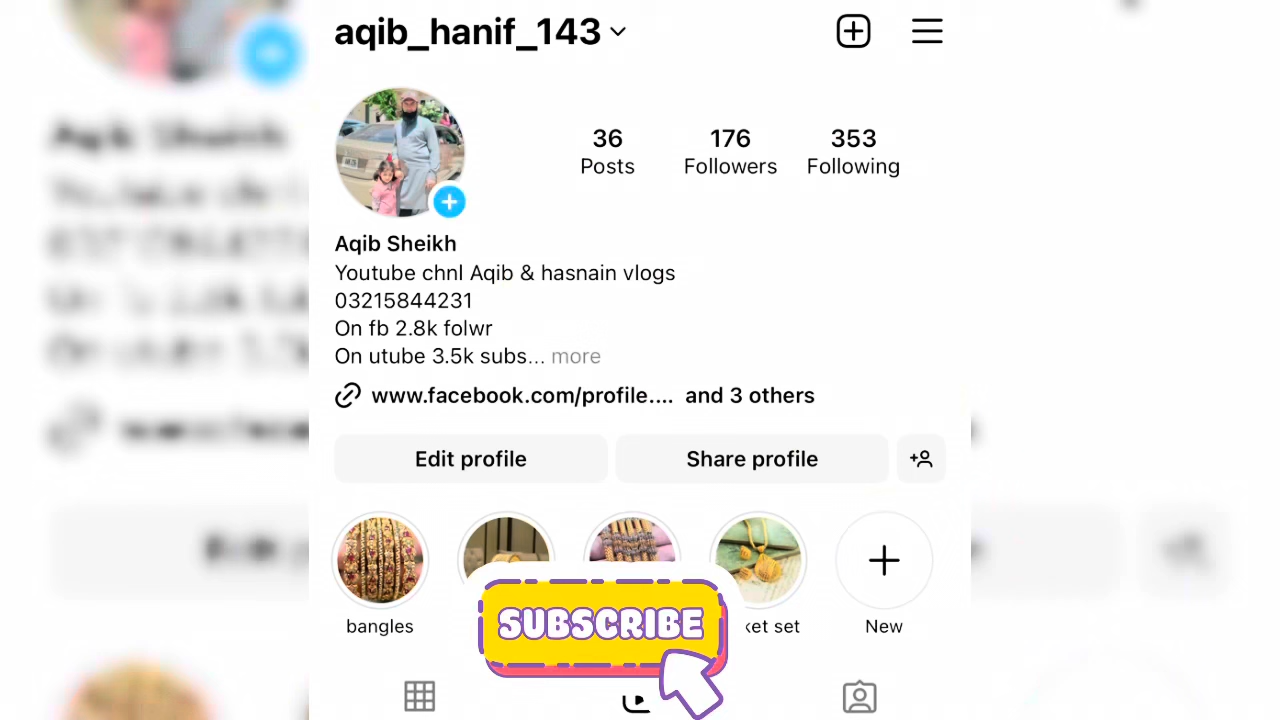 aqib_hanif_143
36
Posts
176
Followers
353
Following
Aqib Sheikh
Youtube chnl Aqib & hasnain vlogs
03215844231
On fb 2.8k folwr
On utube 3.5k subs... more
www.facebook.com/profile.... and 3 others
Edit profile
Share profile
bangles
ket set
New
SUBSCRIBE